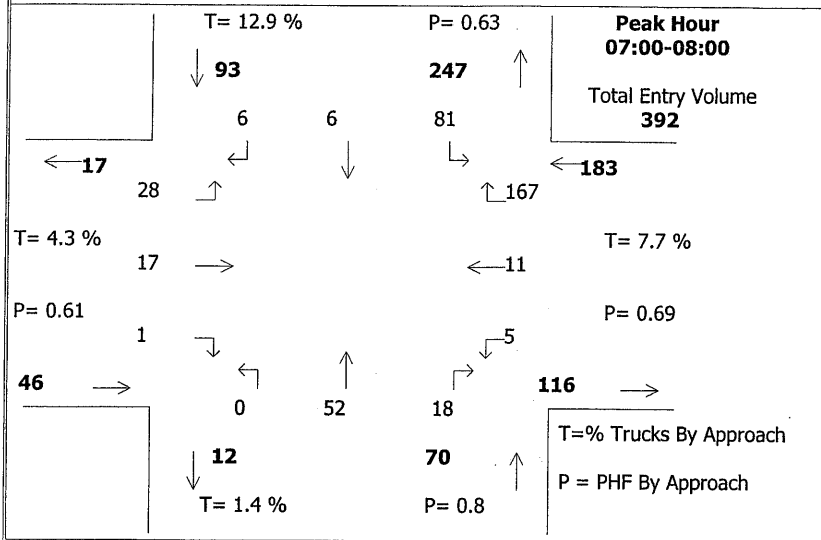 T= 12.9 % P= 0.63 Peak Hour
07:00-08:00
93 247
Total Entry Volume
6 6 81 392
17 183
28 167
T= 4.3 % T= 7.7 %
17 11
P= 0.61 P= 0.69
1 5
46 116
0 52 18
T=% Trucks By Approach
12 70
P = PHF By Approach
T= 1.4 % P= 0.8